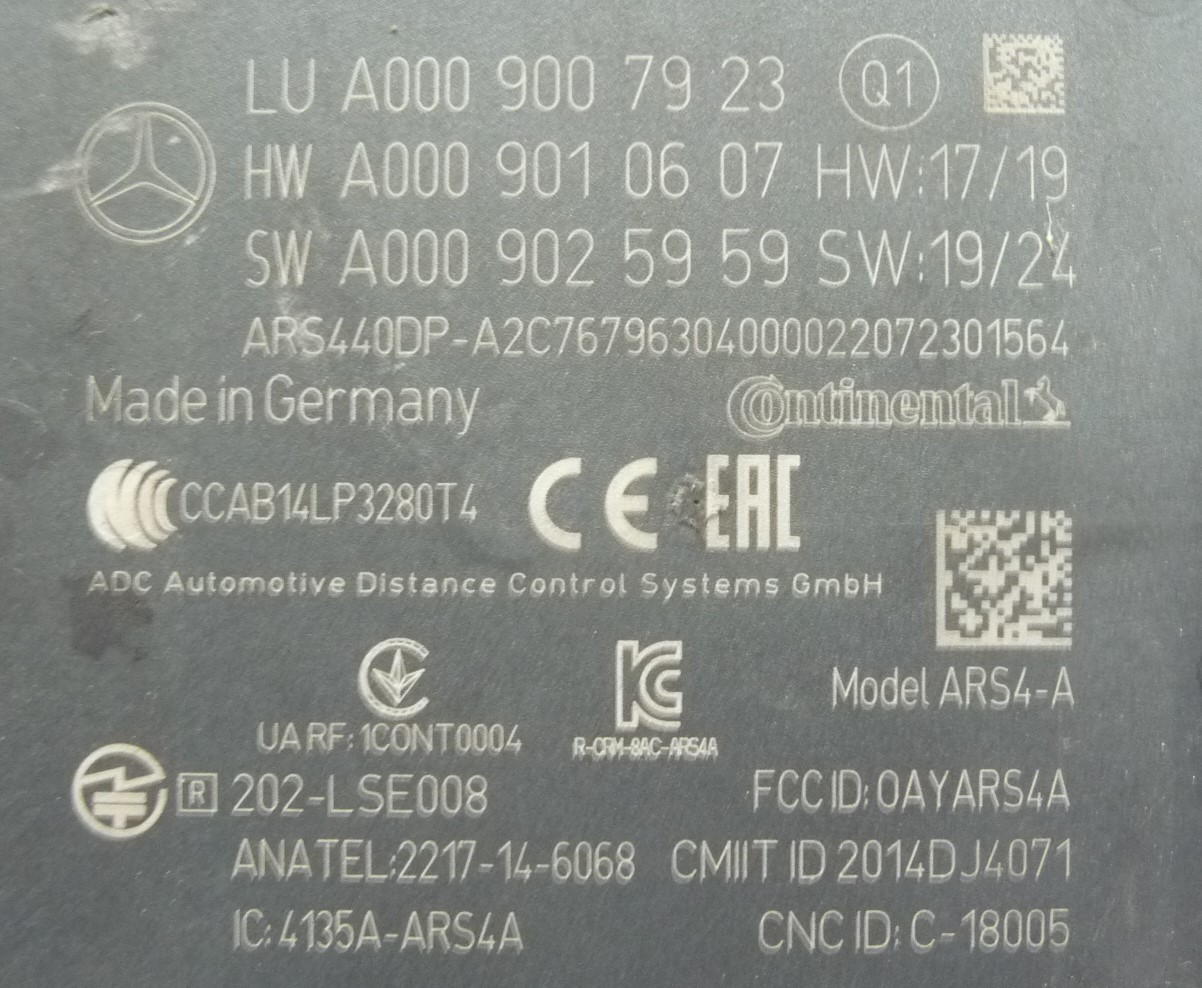 LU A000 900 79 23 Q1
HW A000 901 06 07 HW:17/19
SW A000 902 59 59 SW:19/24
ARS440DP-A2C76796304000022072301564
Made in Germany Continental
CCAB14LP3280T4 CE EAC
ADC Automotive Distance Control Systems GmbH
Model ARS4-A
UA RF: 1CONT0004 R-CRM-8AC-ARS4A
R 202-LSE008 FCC ID: OAYARS4A
ANATEL:2217-14-6068 CMIIT ID 2014DJ4071
IC: 4135A-ARS4A CNC ID: C-18005